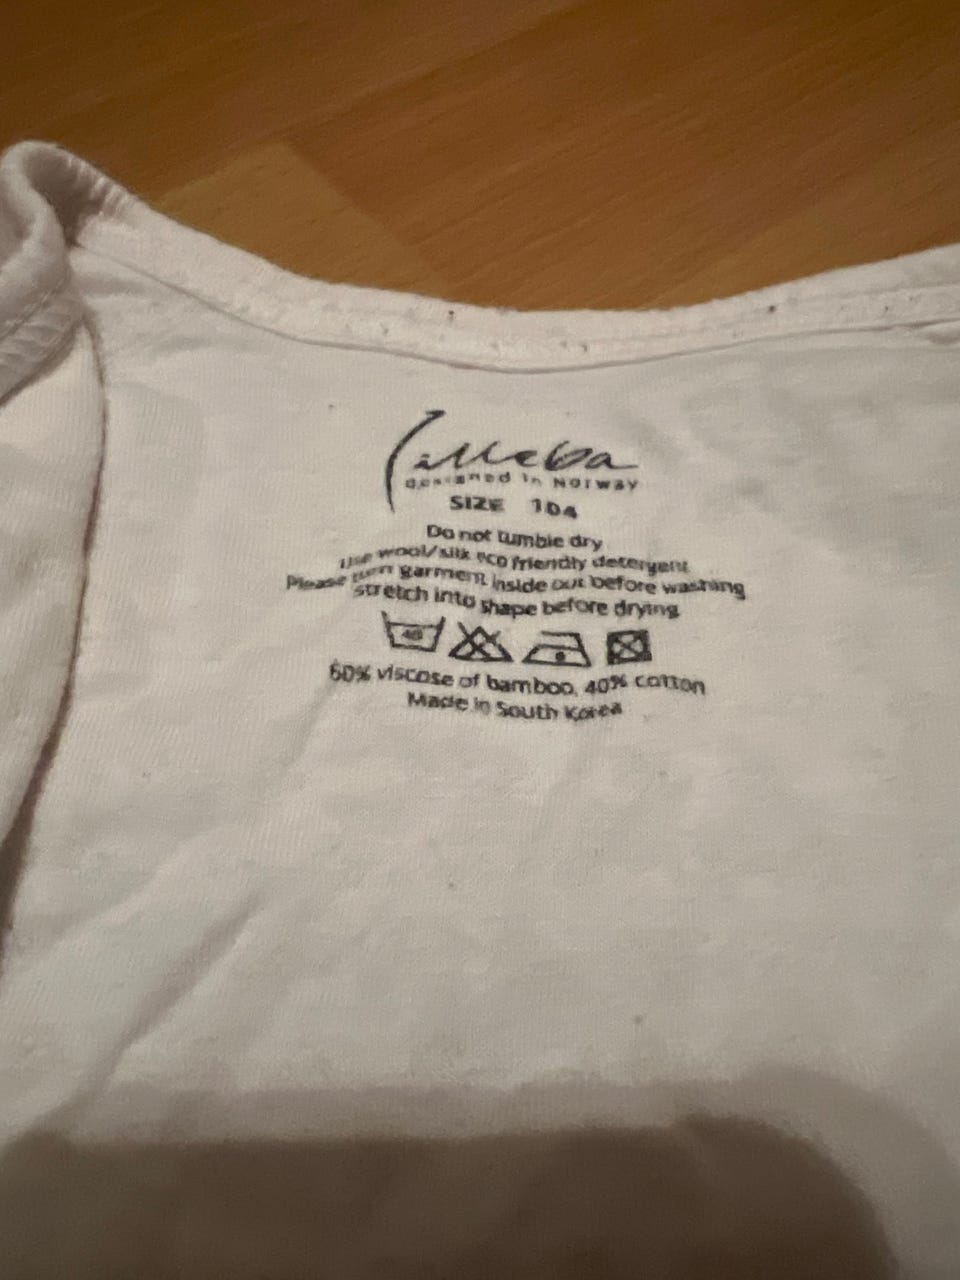 Lilleba
designed in Norway
SIZE 104
Do not tumble dry
Use wool/silk eco friendly detergent
Please turn garment inside out before washing
stretch into shape before drying
40
60% viscose of bamboo, 40% cotton
Made in South Korea